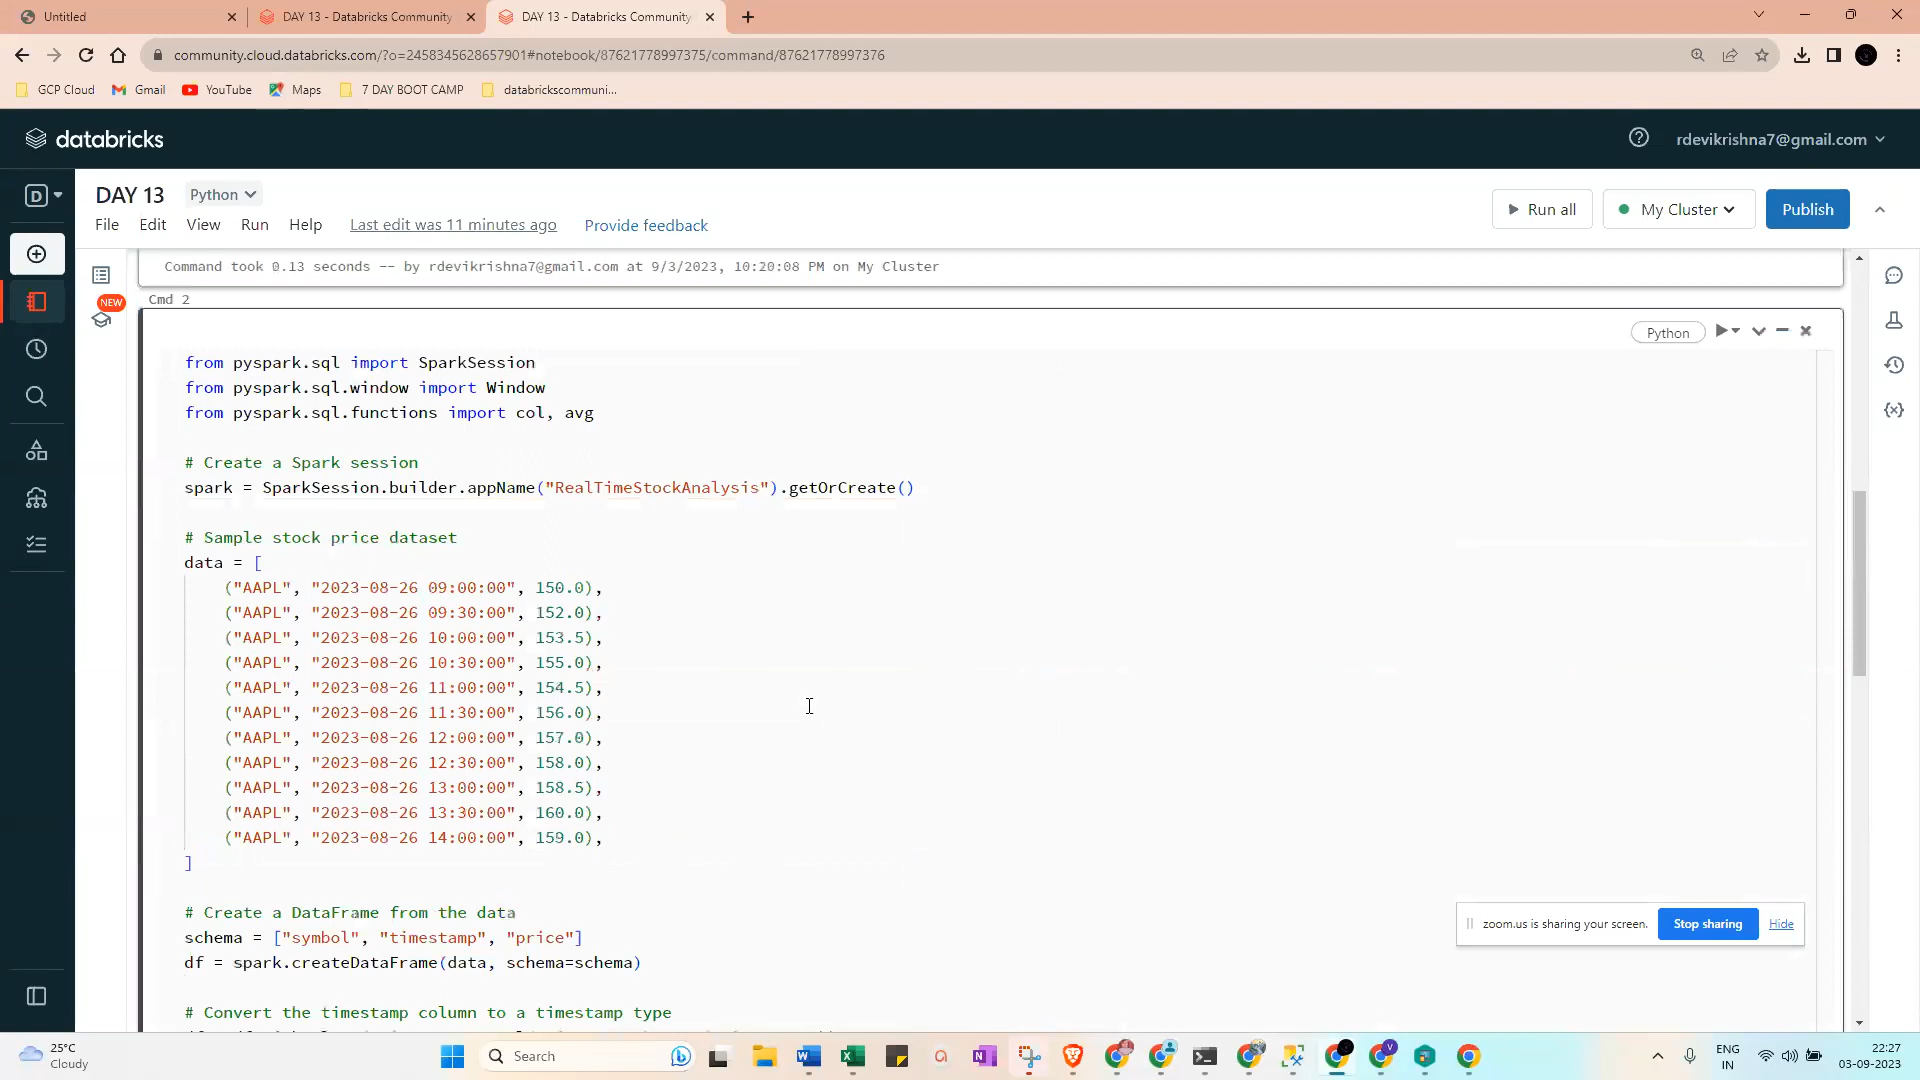 Untitled
DAY 13 - Databricks Community
DAY 13 - Databricks Community
community.cloud.databricks.com/?o=2458345628657901#notebook/87621778997375/command/87621778997376
GCP Cloud
Gmail
YouTube
Maps
7 DAY BOOT CAMP
databrickscommuni...
databricks
rdevikrishna7@gmail.com
D
DAY 13
Python
File
Edit
View
Run
Help
Last edit was 11 minutes ago
Provide feedback
Run all
My Cluster
Publish
NEW
Command took 0.13 seconds -- by rdevikrishna7@gmail.com at 9/3/2023, 10:20:08 PM on My Cluster
Cmd 2
Python
from pyspark.sql import SparkSession
from pyspark.sql.window import Window
from pyspark.sql.functions import col, avg
# Create a Spark session
spark = SparkSession.builder.appName("RealTimeStockAnalysis").getOrCreate()
# Sample stock price dataset
data = [
("AAPL", "2023-08-26 09:00:00", 150.0),
("AAPL", "2023-08-26 09:30:00", 152.0),
("AAPL", "2023-08-26 10:00:00", 153.5),
("AAPL", "2023-08-26 10:30:00", 155.0),
("AAPL", "2023-08-26 11:00:00", 154.5),
("AAPL", "2023-08-26 11:30:00", 156.0),
("AAPL", "2023-08-26 12:00:00", 157.0),
("AAPL", "2023-08-26 12:30:00", 158.0),
("AAPL", "2023-08-26 13:00:00", 158.5),
("AAPL", "2023-08-26 13:30:00", 160.0),
("AAPL", "2023-08-26 14:00:00", 159.0),
]
# Create a DataFrame from the data
schema = ["symbol", "timestamp", "price"]
df = spark.createDataFrame(data, schema=schema)
# Convert the timestamp column to a timestamp type
zoom.us is sharing your screen.
Stop sharing
Hide
25°C
Cloudy
Search
ENG
IN
22:27
03-09-2023